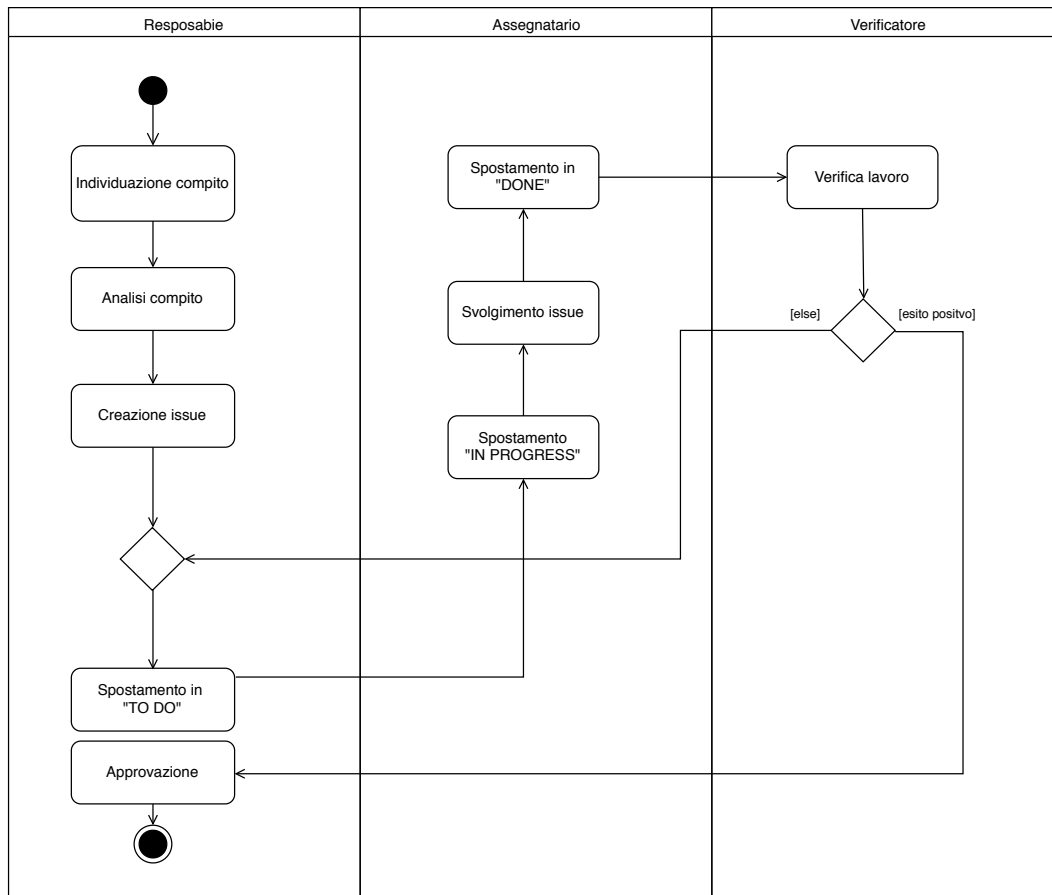 Resposabie
Assegnatario
Verificatore
Individuazione compito
Analisi compito
Creazione issue
Spostamento in
"TO DO"
Approvazione
Spostamento in
"DONE"
Svolgimento issue
Spostamento
"IN PROGRESS"
Verifica lavoro
[else]
[esito positvo]